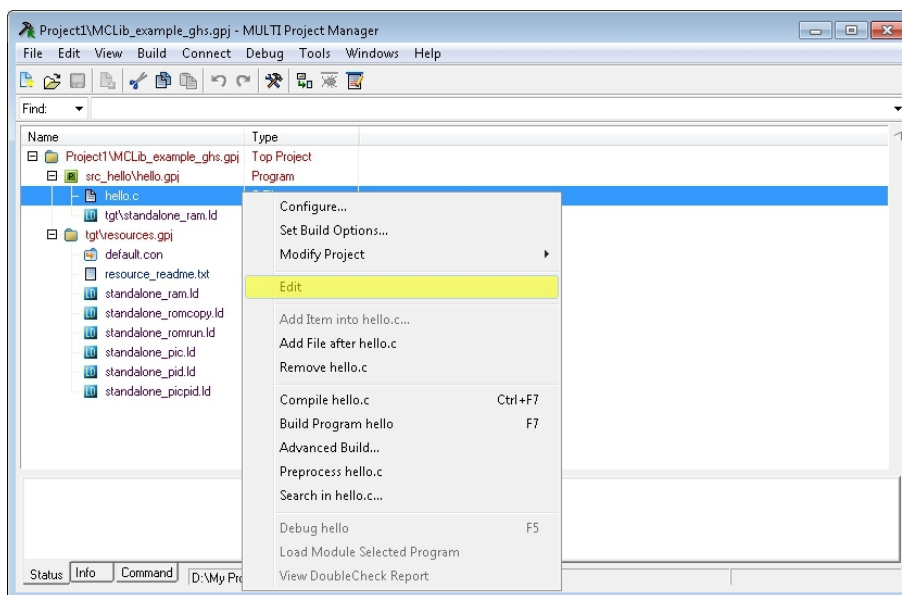 Project1\MCLib_example_ghs.gpj - MULTI Project Manager
File Edit View Build Connect Debug Tools Windows Help
Find:
Name Type
Project1\MCLib_example_ghs.gpj Top Project
src_hello\hello.gpj Program
hello.c
tgt\standalone_ram.ld
tgt\resources.gpj
default.con
resource_readme.txt
standalone_ram.ld
standalone_romcopy.ld
standalone_romrun.ld
standalone_pic.ld
standalone_pid.ld
standalone_picpid.ld
Configure...
Set Build Options...
Modify Project
Edit
Add Item into hello.c...
Add File after hello.c
Remove hello.c
Compile hello.c Ctrl+F7
Build Program hello F7
Advanced Build...
Preprocess hello.c
Search in hello.c...
Debug hello F5
Load Module Selected Program
View DoubleCheck Report
Status Info Command D:\My Pro